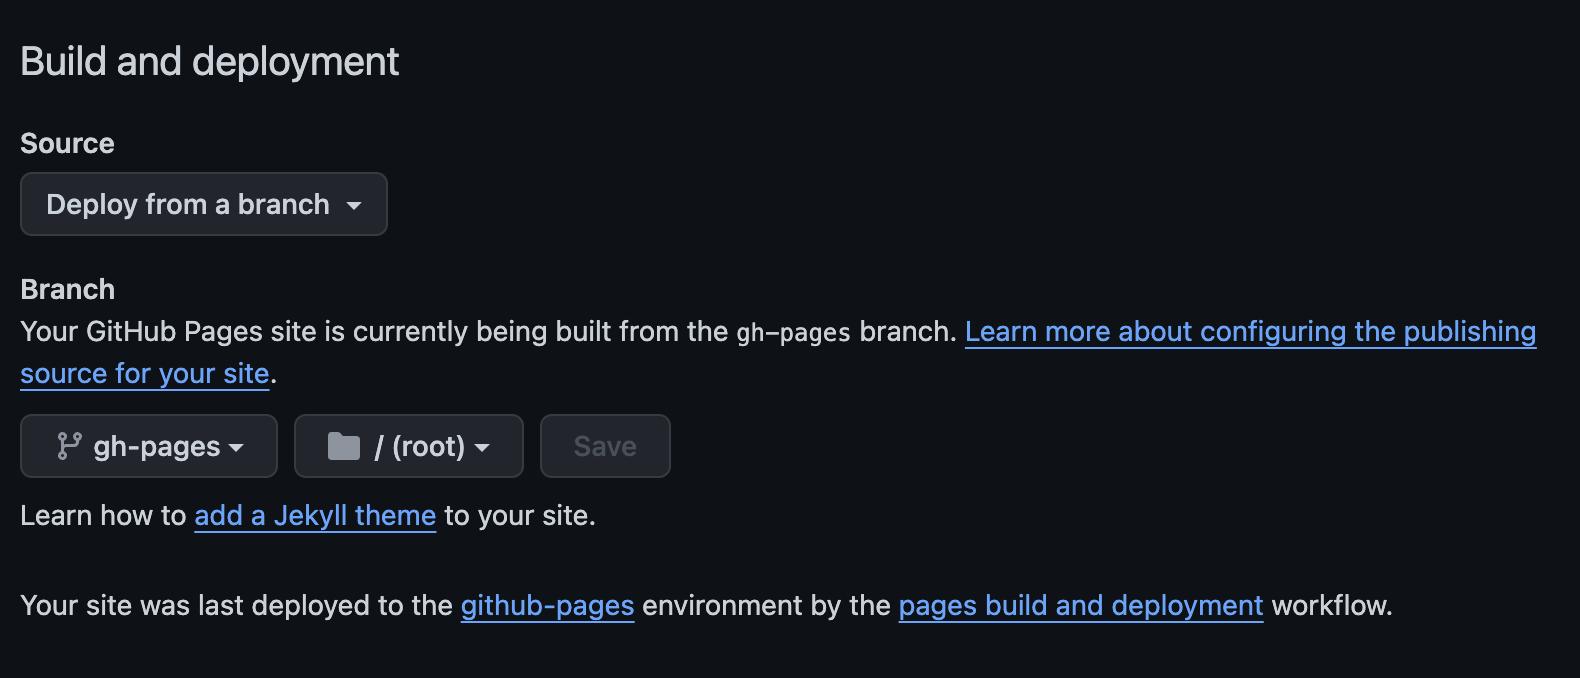 Build and deployment
Source
Deploy from a branch
Branch
Your GitHub Pages site is currently being built from the gh-pages branch. Learn more about configuring the publishing
source for your site.
gh-pages / (root) Save
Learn how to add a Jekyll theme to your site.
Your site was last deployed to the github-pages environment by the pages build and deployment workflow.